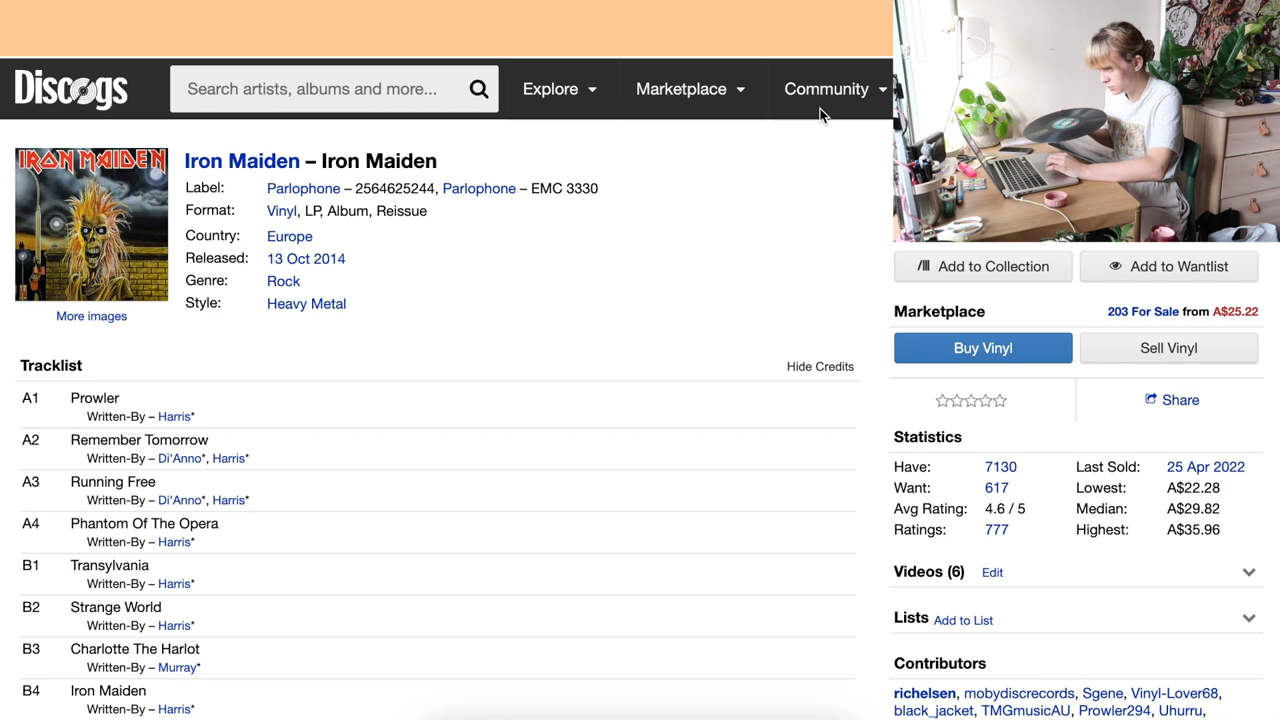 Discogs
Search artists, albums and more...
Explore
Marketplace
Community
IRON MAIDEN
Iron Maiden – Iron Maiden
Label: Parlophone – 2564625244, Parlophone – EMC 3330
Format: Vinyl, LP, Album, Reissue
Country: Europe
Released: 13 Oct 2014
Genre: Rock
Style: Heavy Metal
More images
Tracklist
Hide Credits
A1 Prowler
Written-By – Harris*
A2 Remember Tomorrow
Written-By – Di'Anno*, Harris*
A3 Running Free
Written-By – Di'Anno*, Harris*
A4 Phantom Of The Opera
Written-By – Harris*
B1 Transylvania
Written-By – Harris*
B2 Strange World
Written-By – Harris*
B3 Charlotte The Harlot
Written-By – Murray*
B4 Iron Maiden
Written-By – Harris*
Add to Collection
Add to Wantlist
Marketplace
203 For Sale from A$25.22
Buy Vinyl
Sell Vinyl
Share
Statistics
Have: 7130
Last Sold: 25 Apr 2022
Want: 617
Lowest: A$22.28
Avg Rating: 4.6 / 5
Median: A$29.82
Ratings: 777
Highest: A$35.96
Videos (6) Edit
Lists Add to List
Contributors
richelsen, mobydiscrecords, Sgene, Vinyl-Lover68,
black_jacket, TMGmusicAU, Prowler294, Uhurru,